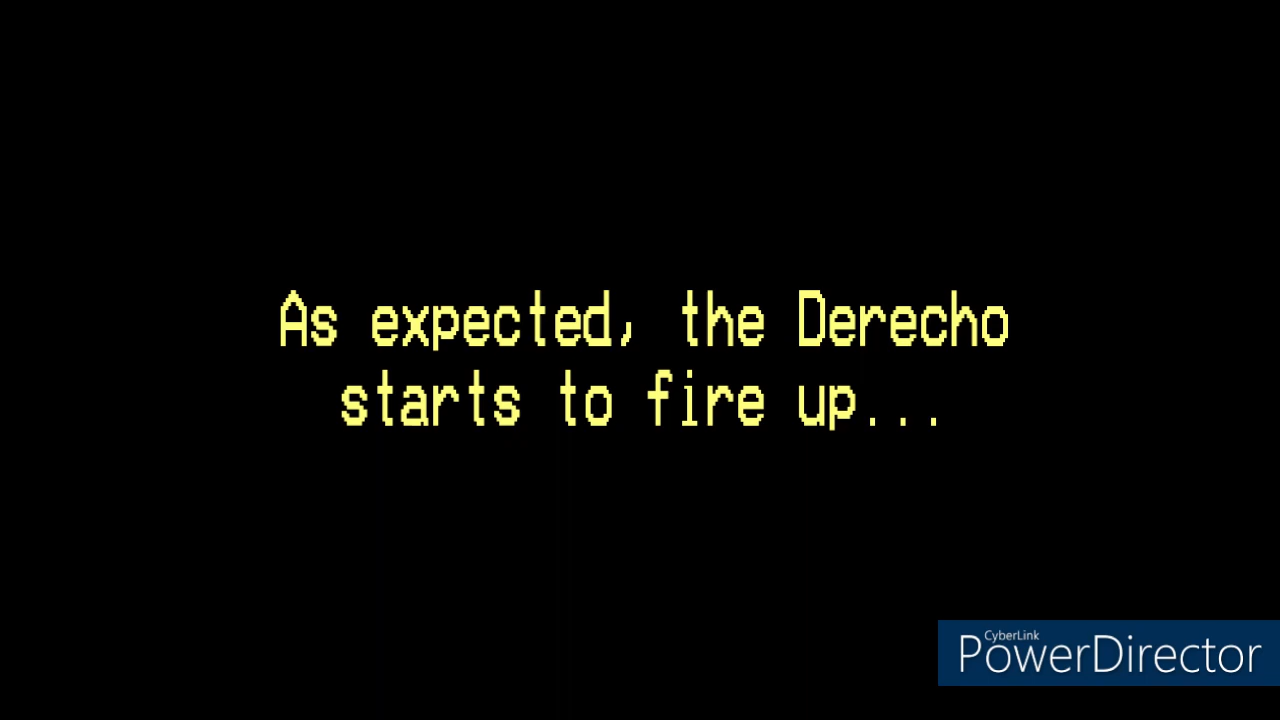 As expected, the Derecho
starts to fire up...
CyberLink
PowerDirector